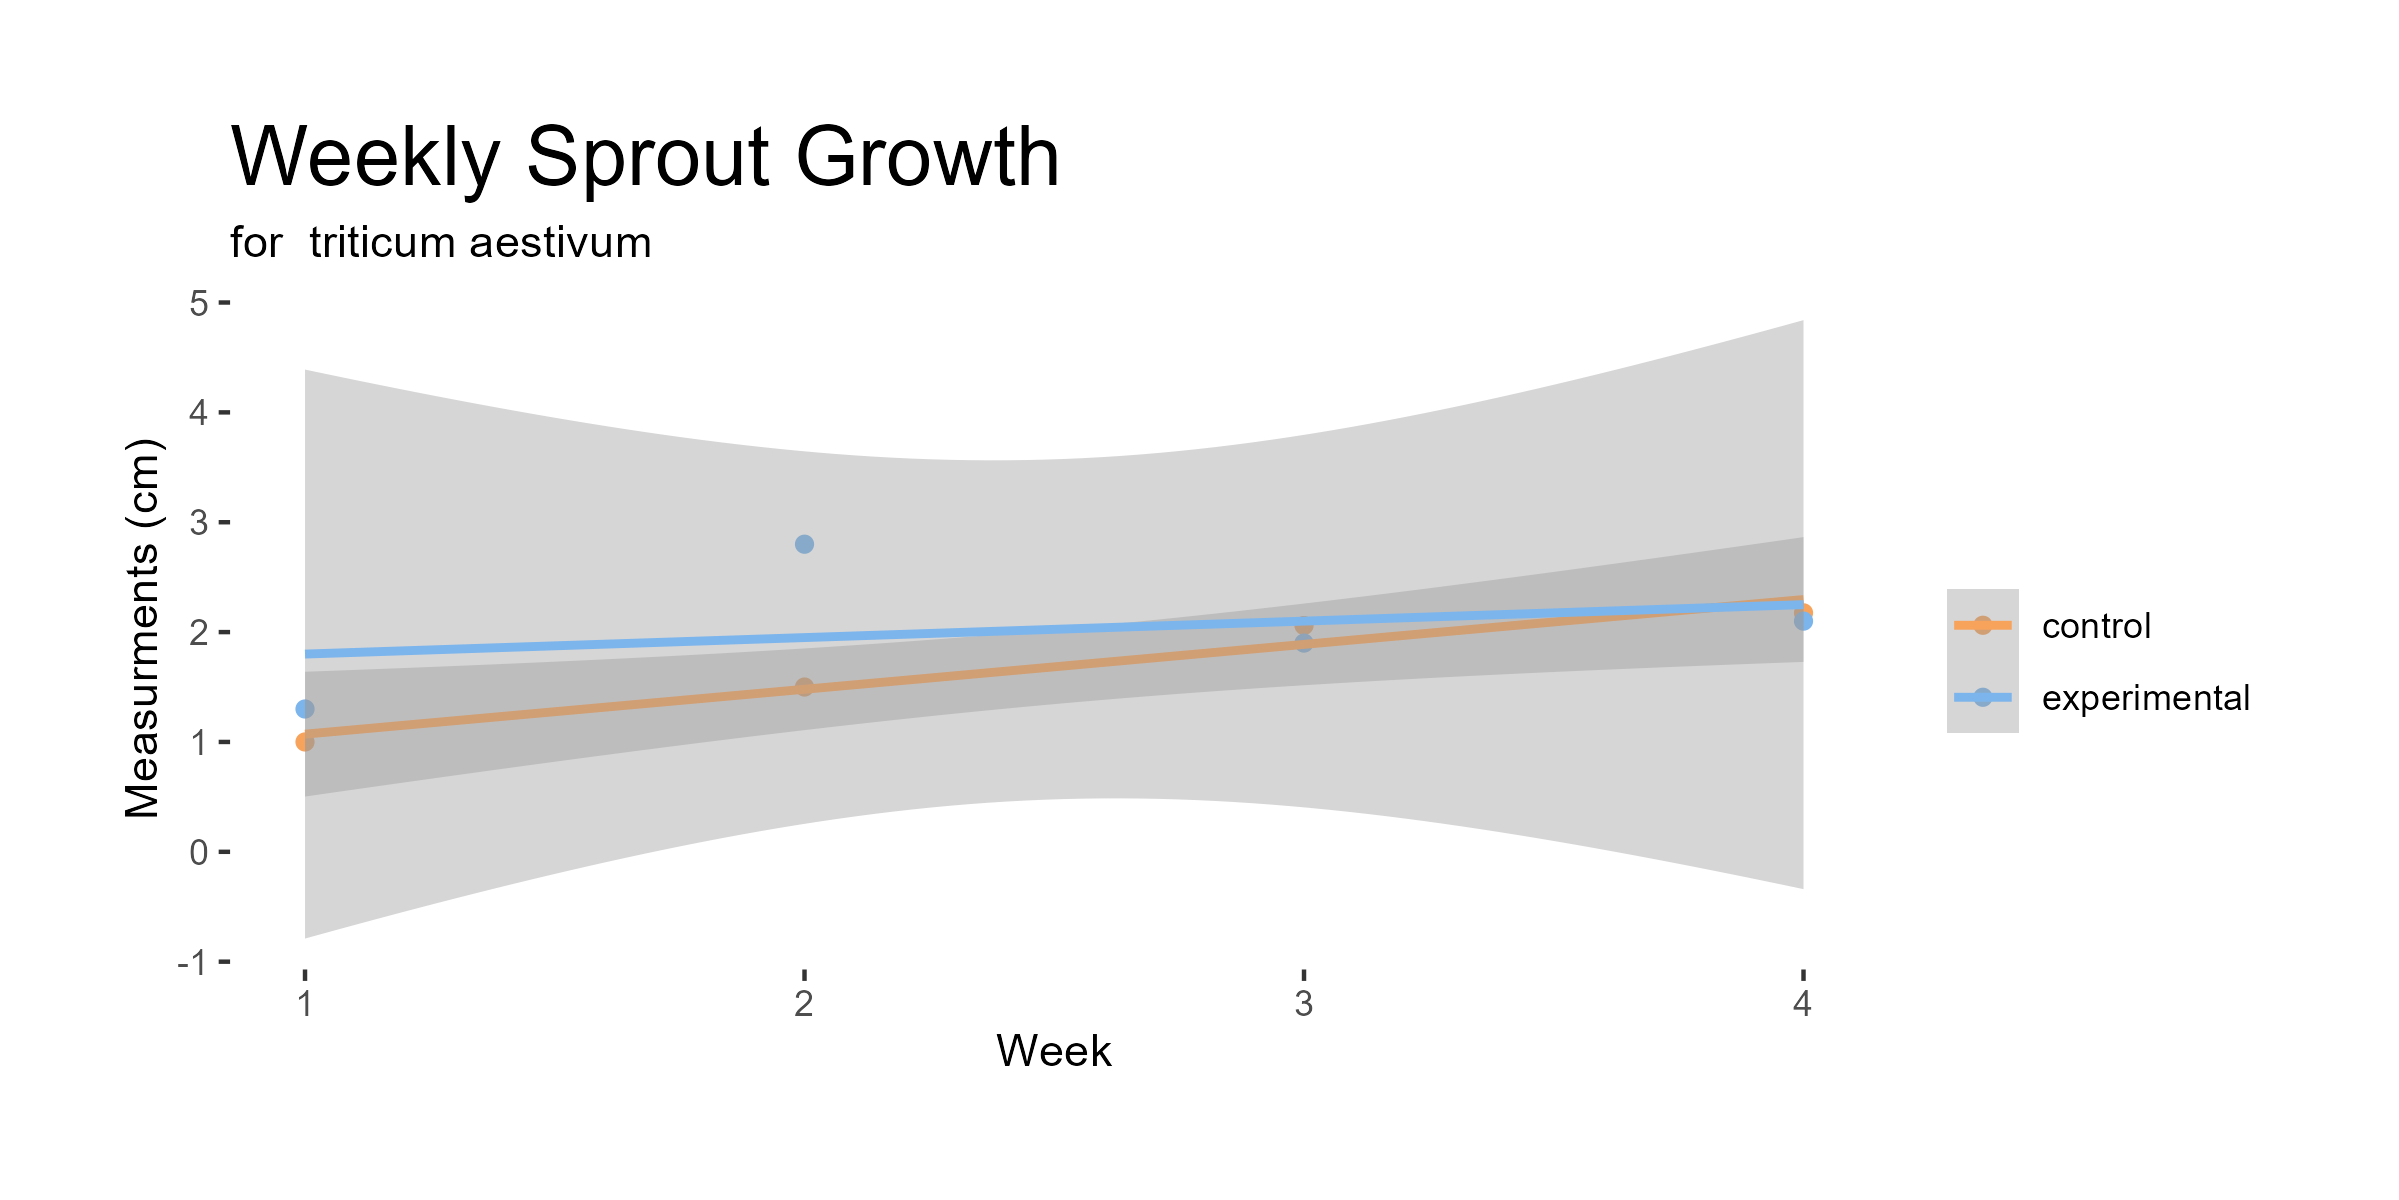 Weekly Sprout Growth
for  triticum aestivum
5
4
3
2
1
0
-1
Measurments (cm)
1 2 3 4
Week
control
experimental